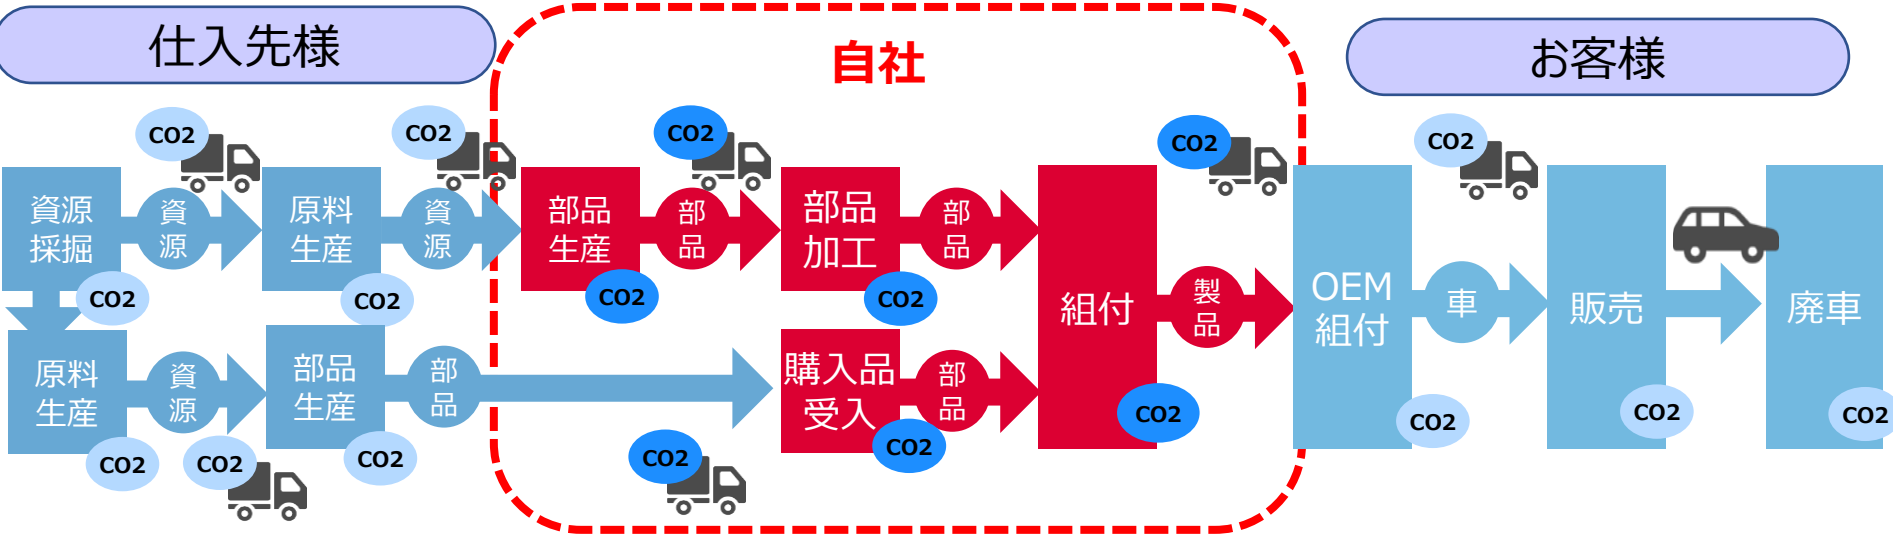 仕入先様
自社
お客様
CO2
CO2
CO2
CO2
CO2
資源
採掘
資
源
原料
生産
資
源
部品
生産
部
品
部品
加工
部
品
CO2
CO2
CO2
CO2
組付
製
品
OEM
組付
車
販売
廃車
原料
生産
資
源
部品
生産
部
品
購入品
受入
部
品
CO2
CO2
CO2
CO2
CO2
CO2
CO2
CO2
CO2
CO2